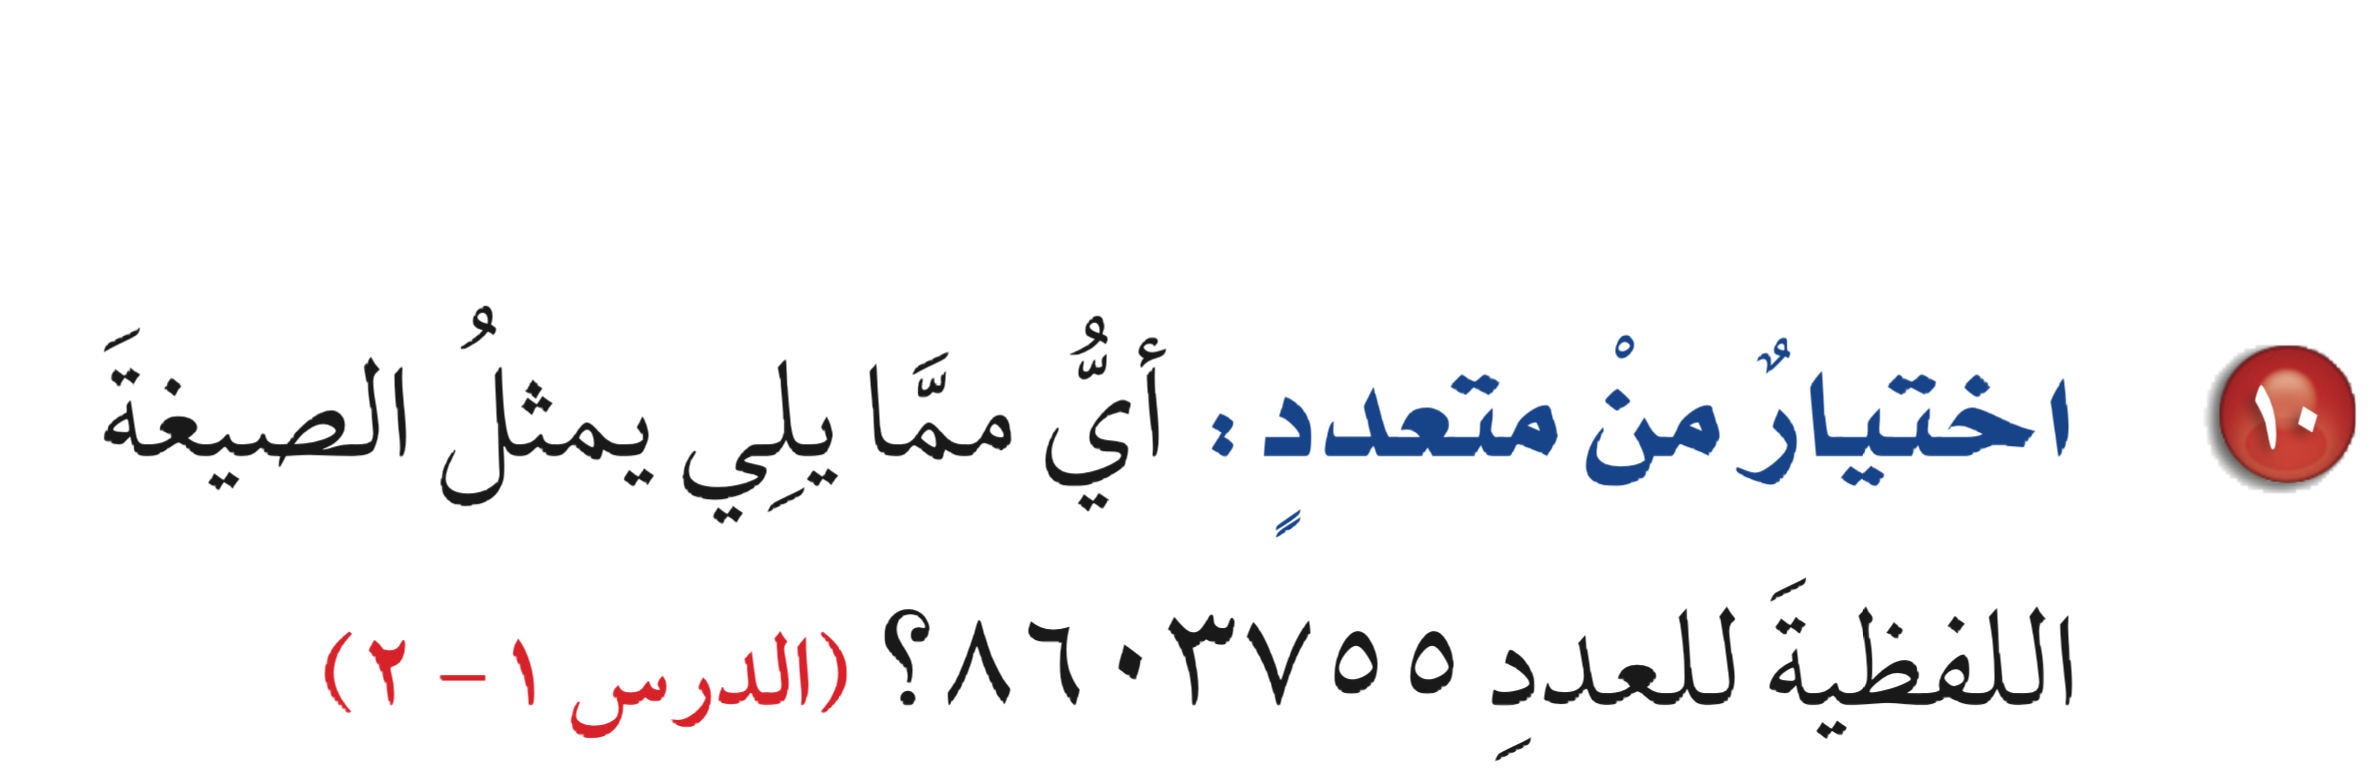 ١٠ اختيارٌ منْ متعددٍ: أيُّ ممَّا يلِي يمثلُ الصيغةَ
اللفظيةَ للعددِ ٨٦٠٣٧٥٥؟ (الدرس ١ – ٢)